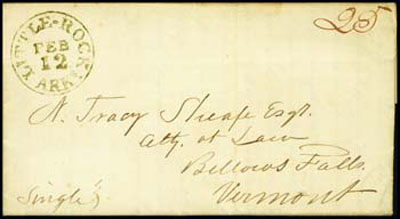 LITTLE-ROCK
FEB
12
ARK.
25
N. Tracy Sheafe Esqr.
Atty. at Law
Bellows Falls.
Vermont
Single